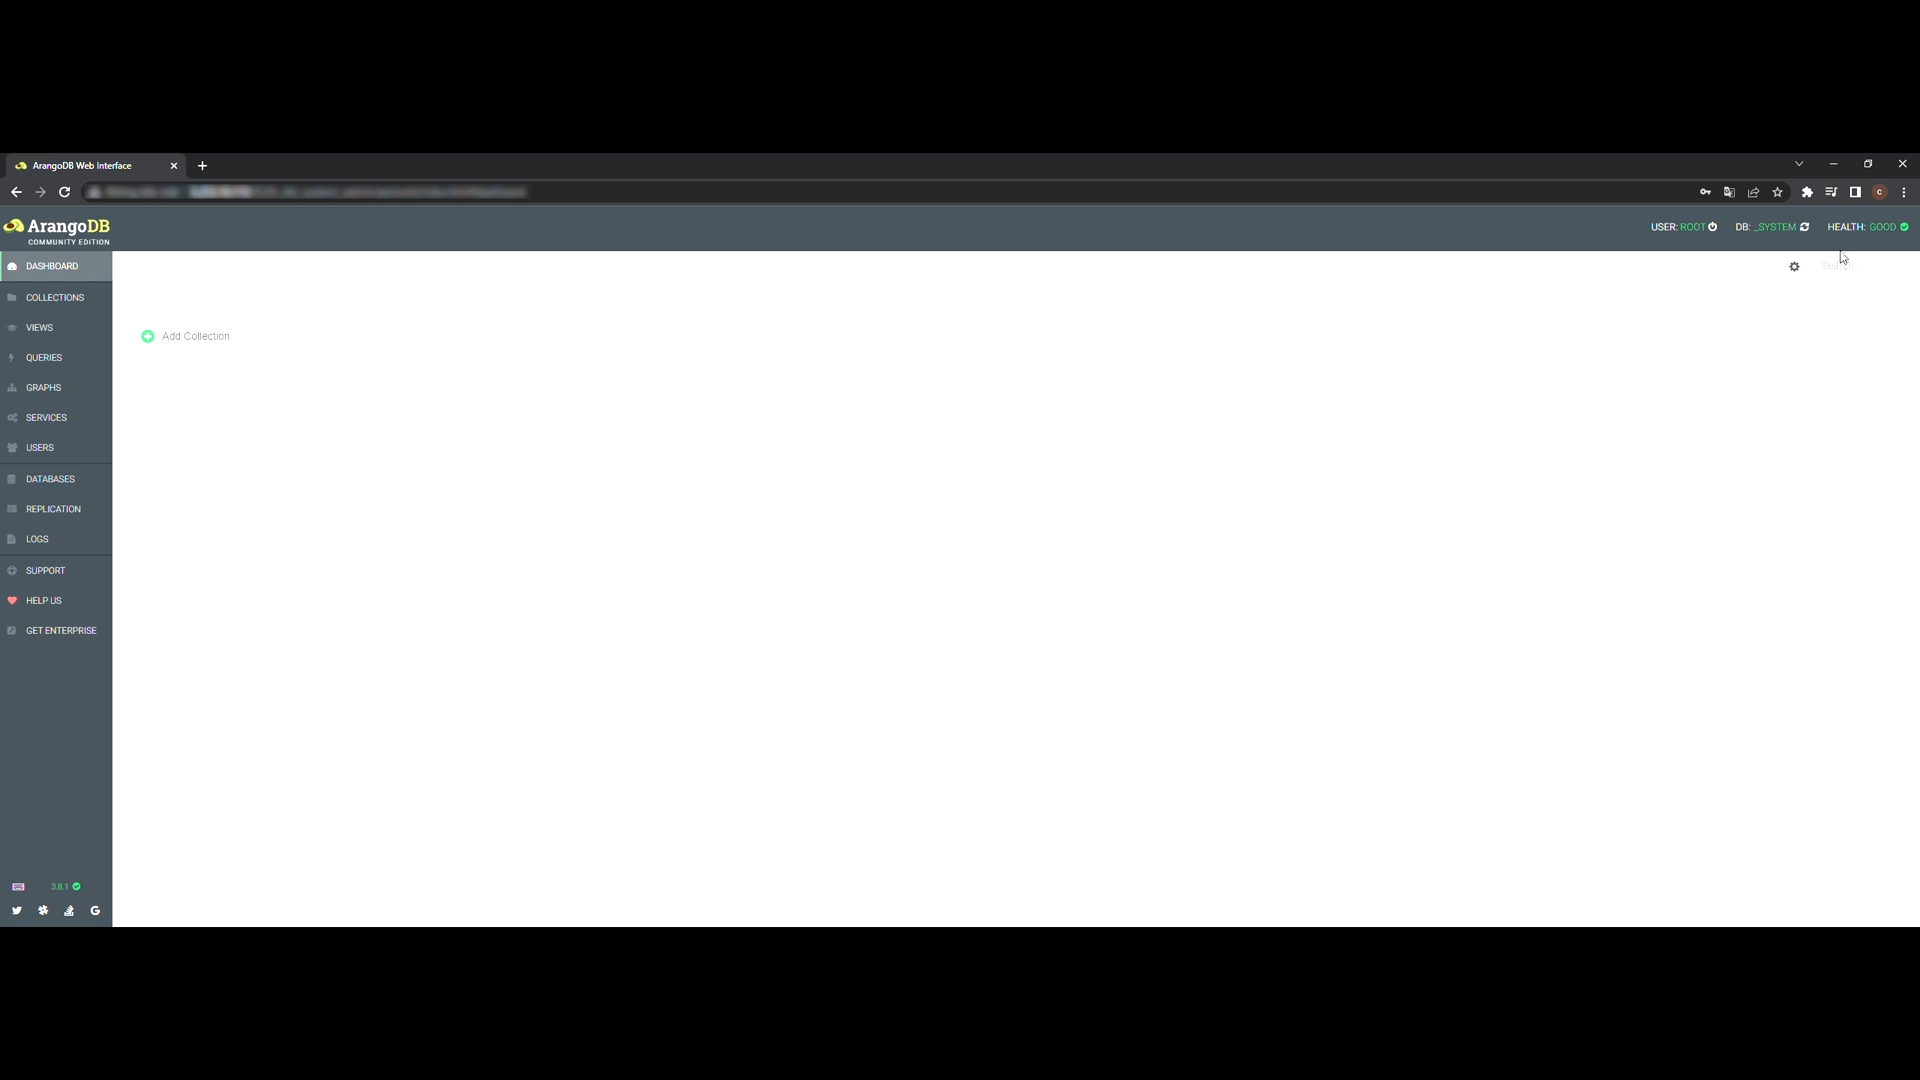 ArangoDB Web Interface
ArangoDB
COMMUNITY EDITION
USER: ROOT
DB: _SYSTEM
HEALTH: GOOD
DASHBOARD
COLLECTIONS
VIEWS
QUERIES
GRAPHS
SERVICES
USERS
DATABASES
REPLICATION
LOGS
SUPPORT
HELP US
GET ENTERPRISE
Add Collection
3.8.1